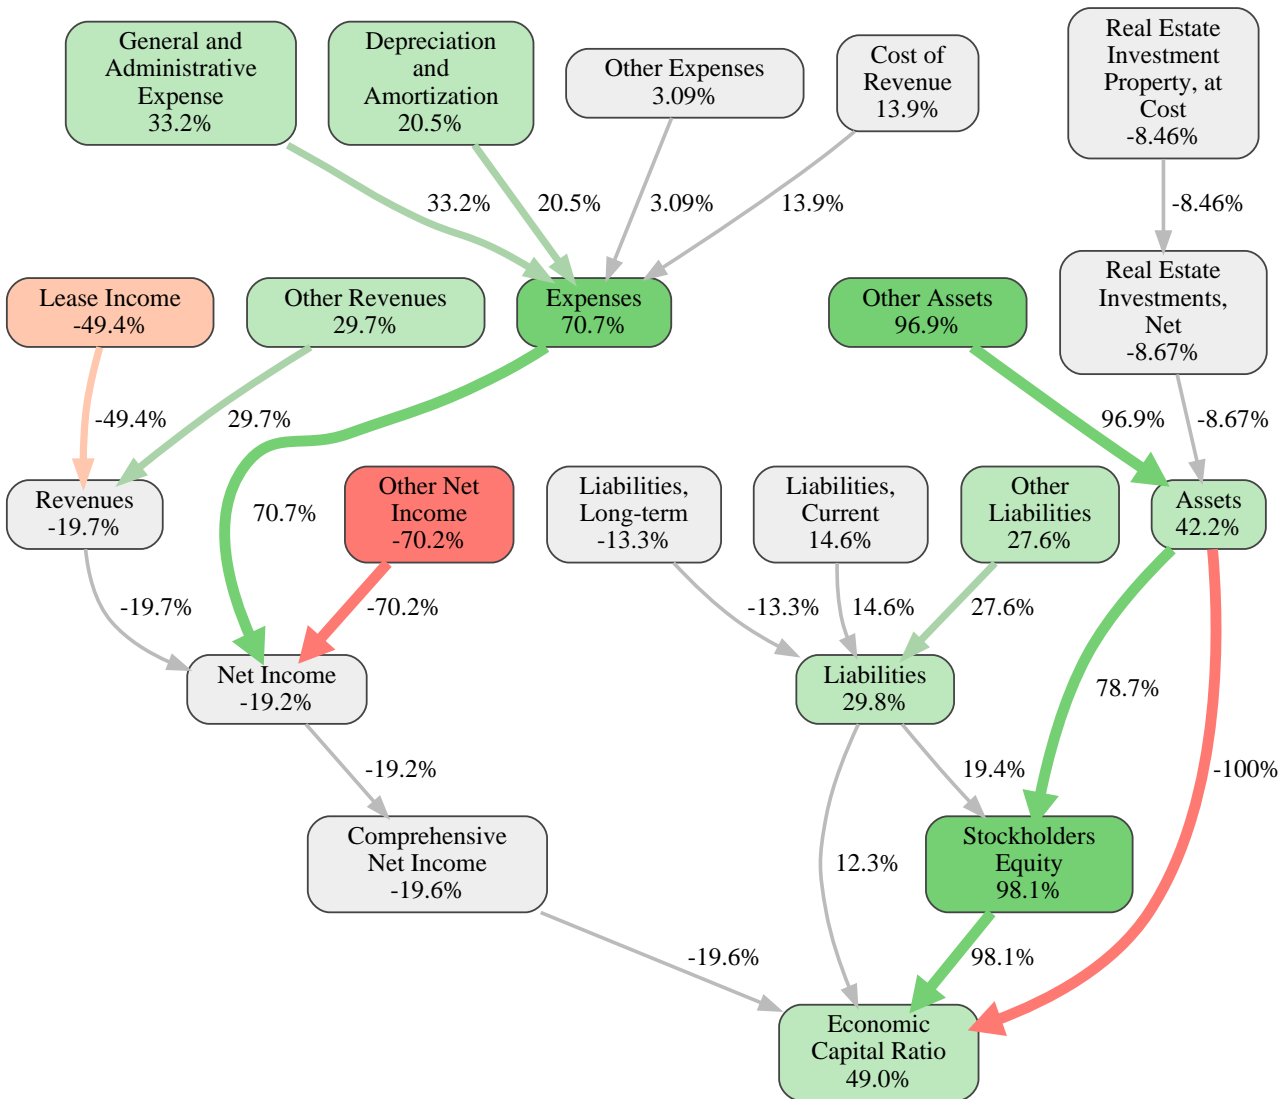 General and
Administrative
Expense
33.2%
Depreciation
and
Amortization
20.5%
Other Expenses
3.09%
Cost of
Revenue
13.9%
Real Estate
Investment
Property, at
Cost
-8.46%
33.2%
20.5%
3.09%
13.9%
-8.46%
Lease Income
-49.4%
Other Revenues
29.7%
Expenses
70.7%
Other Assets
96.9%
Real Estate
Investments,
Net
-8.67%
-49.4%
29.7%
96.9%
-8.67%
Revenues
-19.7%
70.7%
Other Net
Income
-70.2%
Liabilities,
Long-term
-13.3%
Liabilities,
Current
14.6%
Other
Liabilities
27.6%
Assets
42.2%
-19.7%
-70.2%
-13.3%
14.6%
27.6%
Net Income
-19.2%
Liabilities
29.8%
78.7%
-19.2%
19.4%
-100%
Comprehensive
Net Income
-19.6%
12.3%
Stockholders
Equity
98.1%
-19.6%
98.1%
Economic
Capital Ratio
49.0%